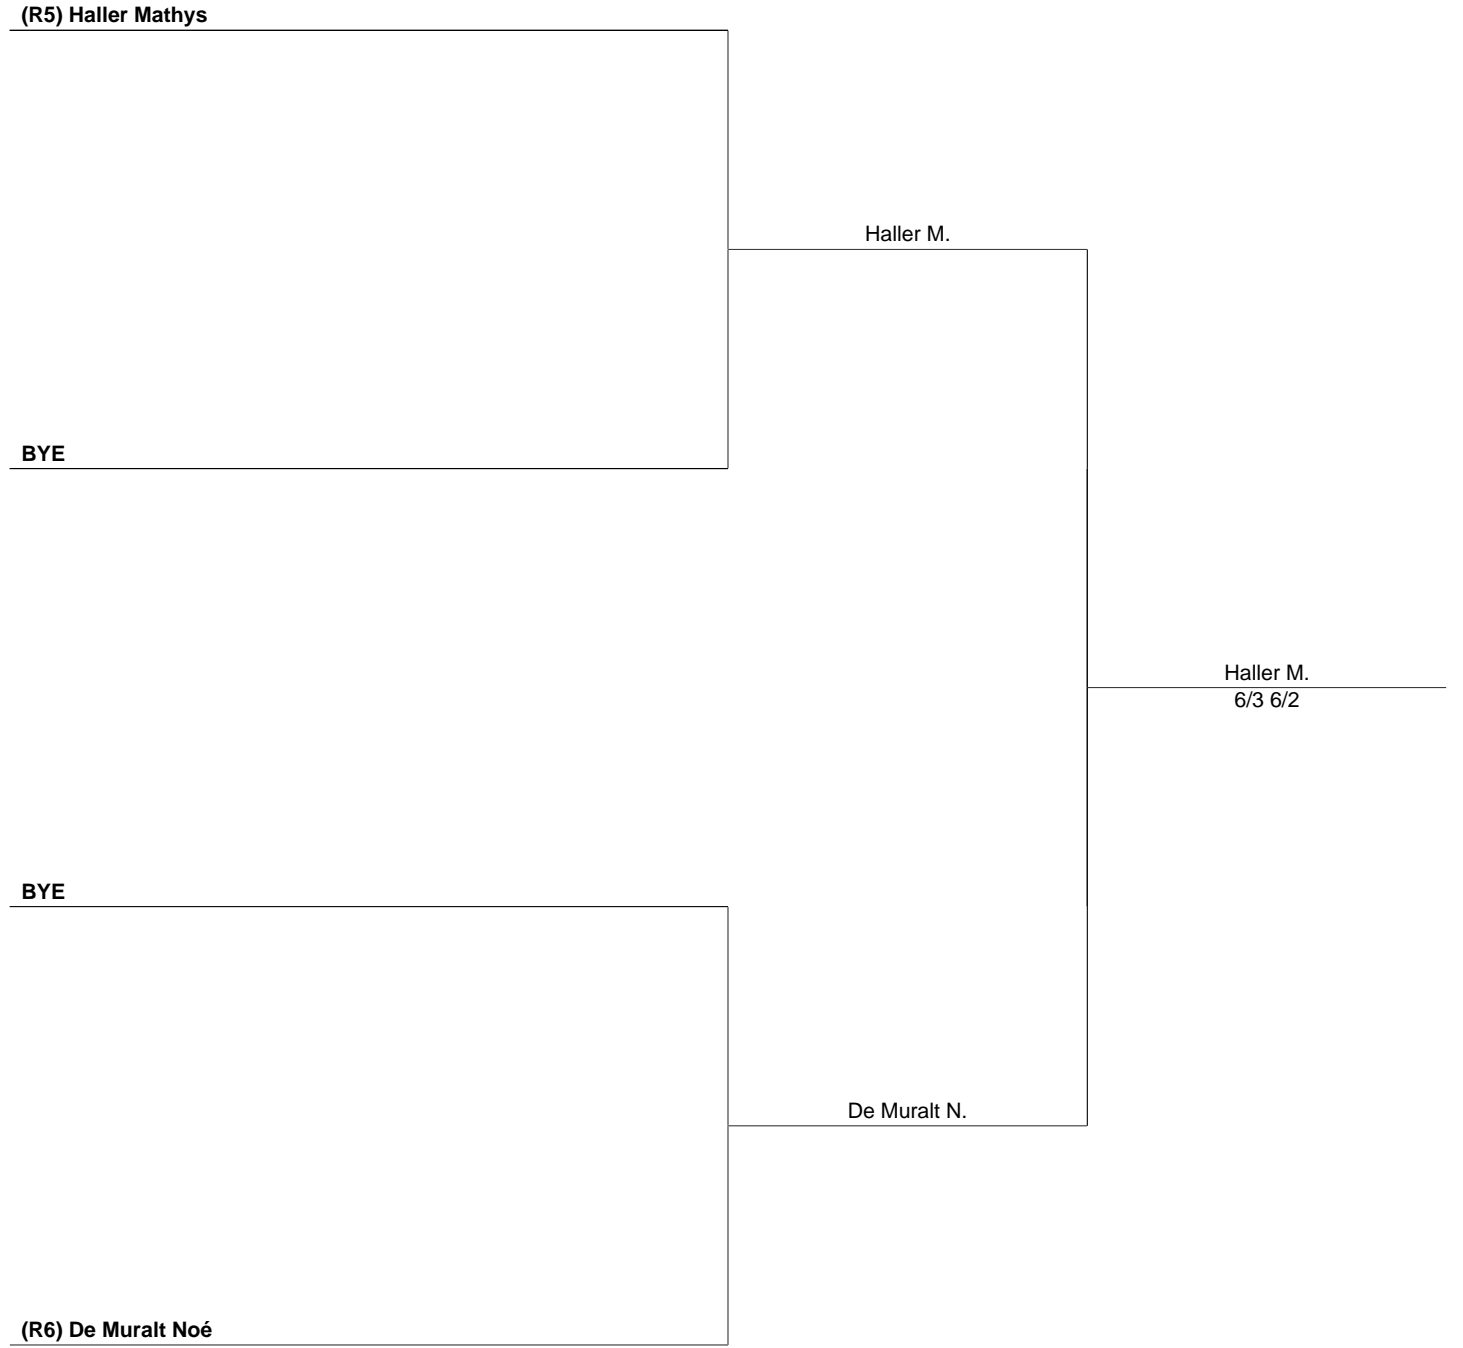 (R5) Haller Mathys
Haller M.
BYE
Haller M.
6/3 6/2
BYE
De Muralt N.
(R6) De Muralt Noé